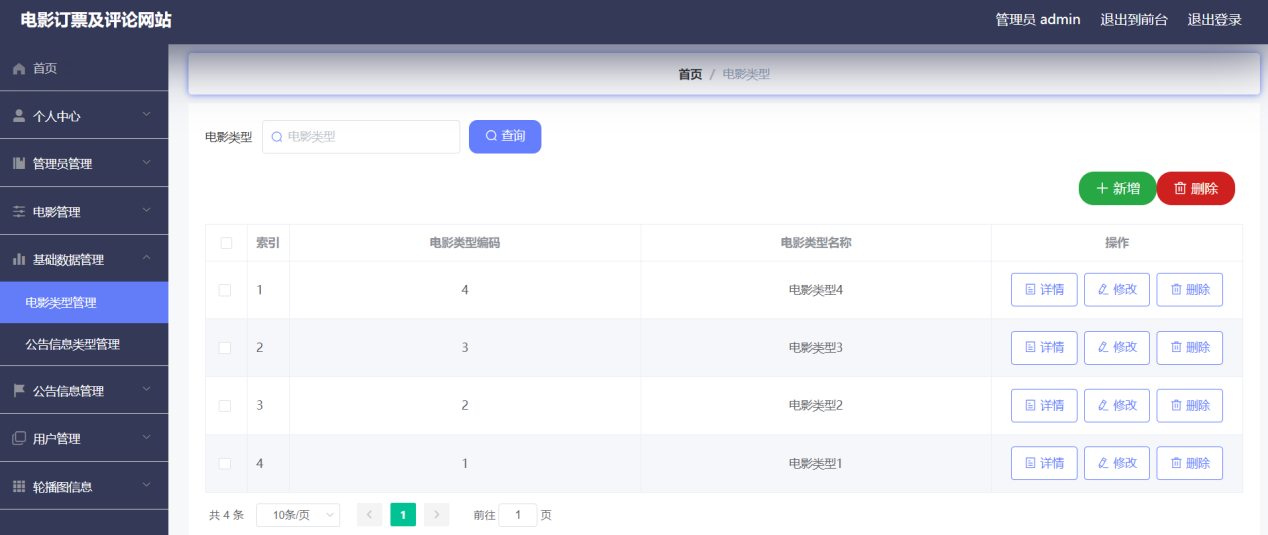 电影订票及评论网站
管理员 admin 退出到前台 退出登录
首页
个人中心
管理员管理
电影管理
基础数据管理
电影类型管理
公告信息类型管理
公告信息管理
用户管理
轮播图信息
首页 / 电影类型
电影类型 电影类型 查询
新增 删除
索引 电影类型编码 电影类型名称 操作
1 4 电影类型4 详情 修改 删除
2 3 电影类型3 详情 修改 删除
3 2 电影类型2 详情 修改 删除
4 1 电影类型1 详情 修改 删除
共 4 条 10条/页 1 前往 1 页